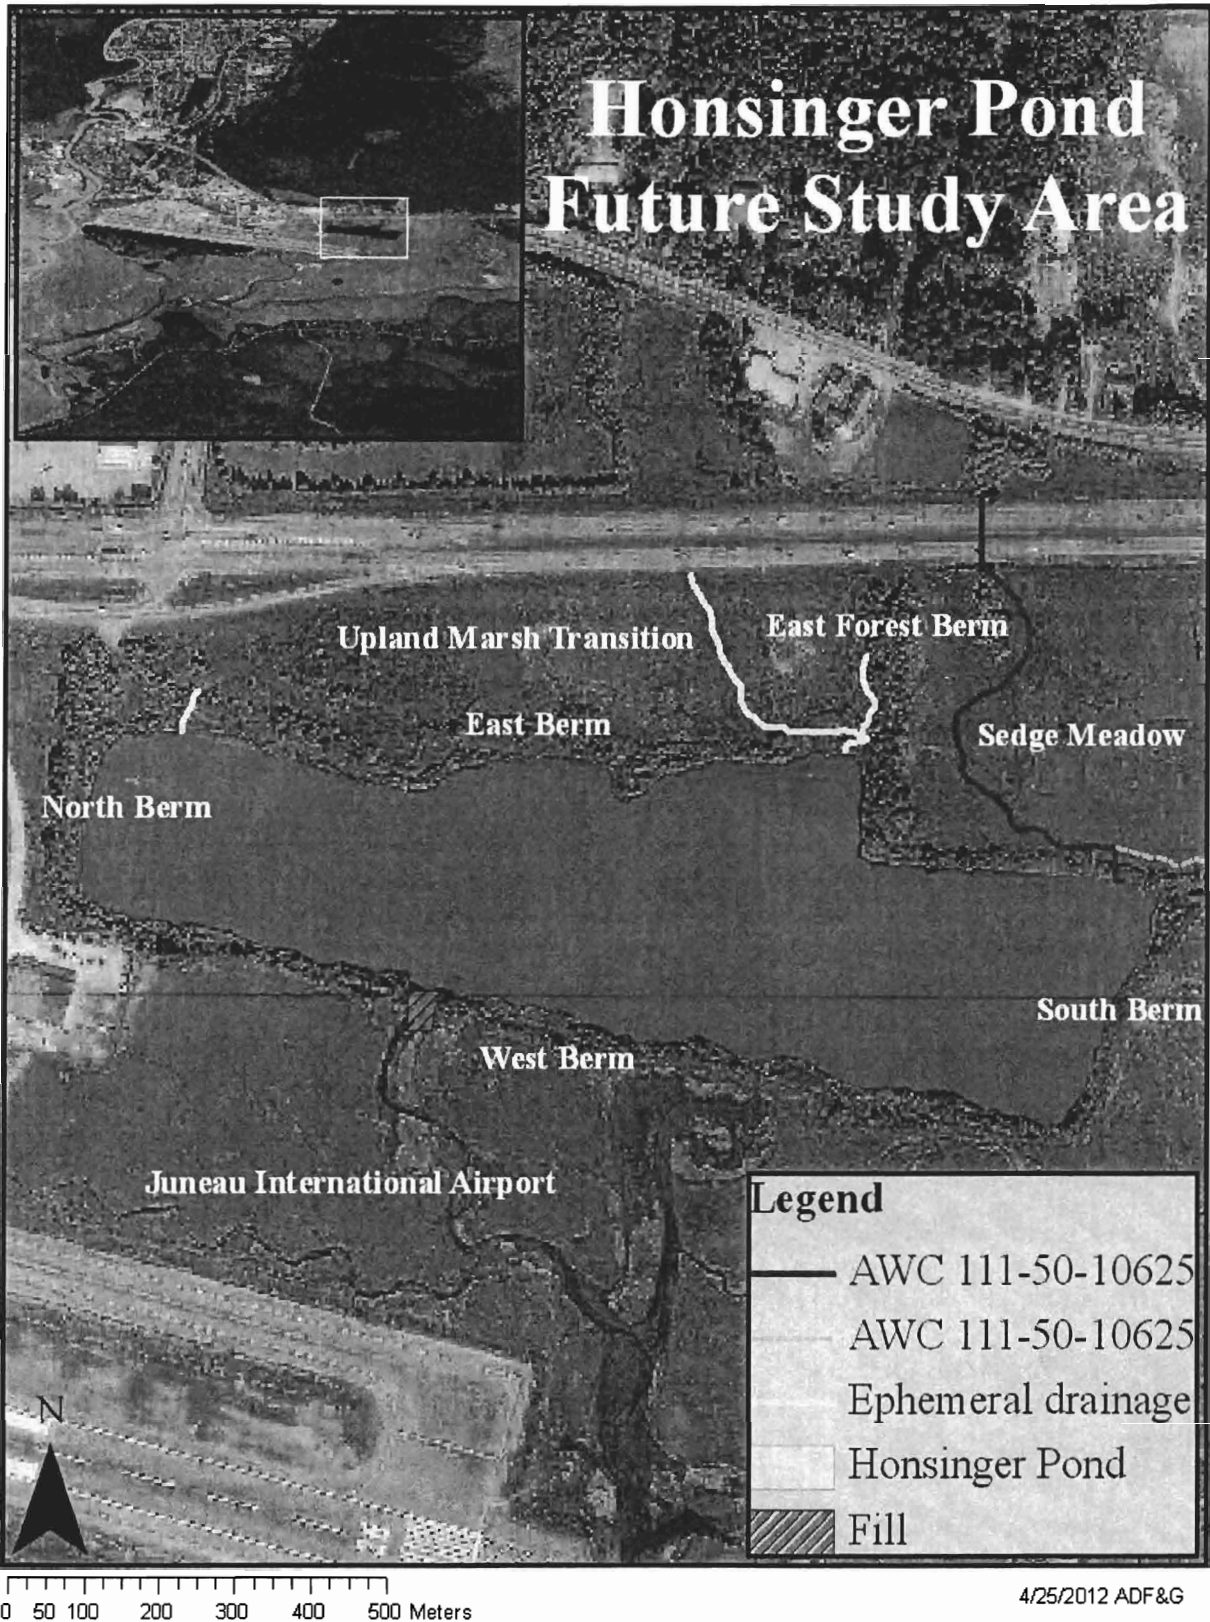 Honsinger Pond
Future Study Area
Upland Marsh Transition
East Forest Berm
East Berm
Sedge Meadow
North Berm
South Berm
West Berm
Juneau International Airport
Legend
AWC 111-50-10625
AWC 111-50-10625
Ephemeral drainage
Honsinger Pond
Fill
N
0 50 100 200 300 400 500 Meters
4/25/2012 ADF&G